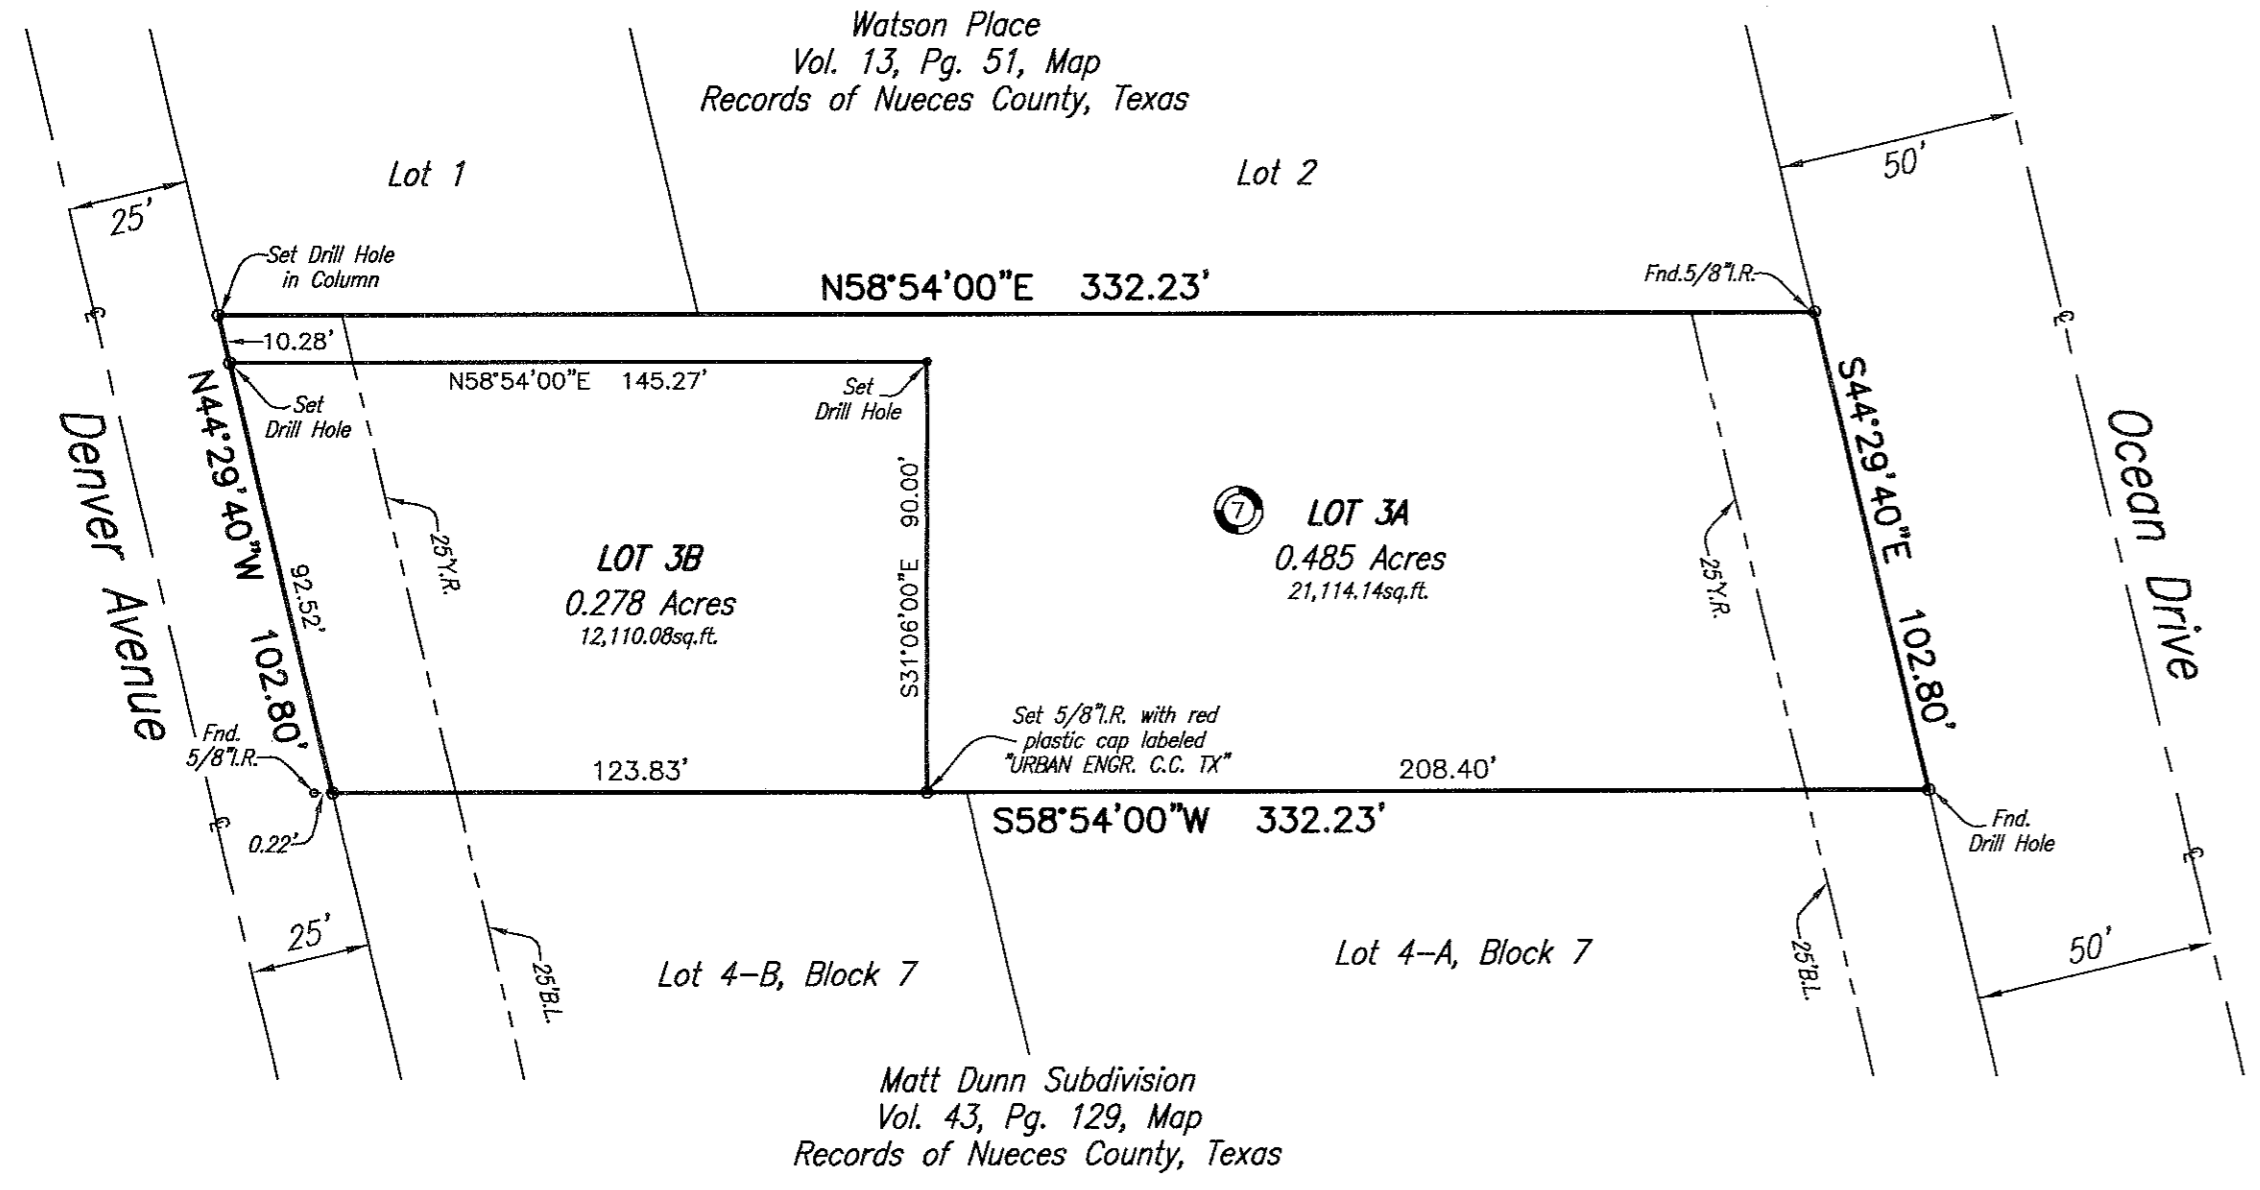 Watson Place
Vol. 13, Pg. 51, Map
Records of Nueces County, Texas
Lot 1
Lot 2
50'
25'
Set Drill Hole
in Column
N58°54'00"E 332.23'
Fnd.5/8"I.R.
℄
℄
10.28'
N58°54'00"E 145.27'
Set
Drill Hole
Set
Drill Hole
N44°29'40"W 102.80'
92.52'
S44°29'40"E 102.80'
Denver Avenue
Ocean Drive
25'Y.R.
LOT 3B
0.278 Acres
12,110.08sq.ft.
S31°06'00"E 90.00'
7
LOT 3A
0.485 Acres
21,114.14sq.ft.
25'Y.R.
Fnd.
5/8"I.R.
Set 5/8"I.R. with red
plastic cap labeled
"URBAN ENGR. C.C. TX"
123.83'
208.40'
S58°54'00"W 332.23'
℄
0.22'
Fnd.
Drill Hole
℄
25'
25'B.L.
Lot 4-B, Block 7
Lot 4-A, Block 7
25'B.L.
50'
Matt Dunn Subdivision
Vol. 43, Pg. 129, Map
Records of Nueces County, Texas